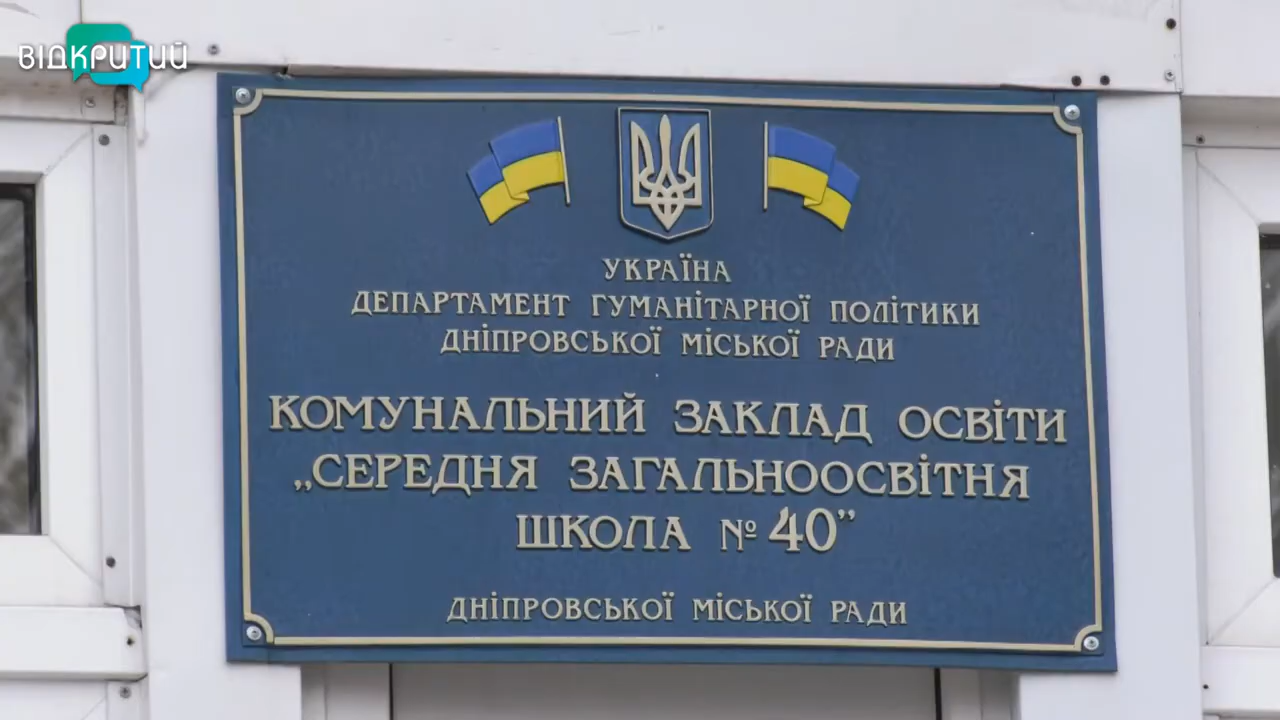 ВІДКРИТИЙ
УКРАЇНА
ДЕПАРТАМЕНТ ГУМАНІТАРНОЇ ПОЛІТИКИ
ДНІПРОВСЬКОЇ МІСЬКОЇ РАДИ
КОМУНАЛЬНИЙ ЗАКЛАД ОСВІТИ
„СЕРЕДНЯ ЗАГАЛЬНООСВІТНЯ
ШКОЛА № 40”
ДНІПРОВСЬКОЇ МІСЬКОЇ РАДИ